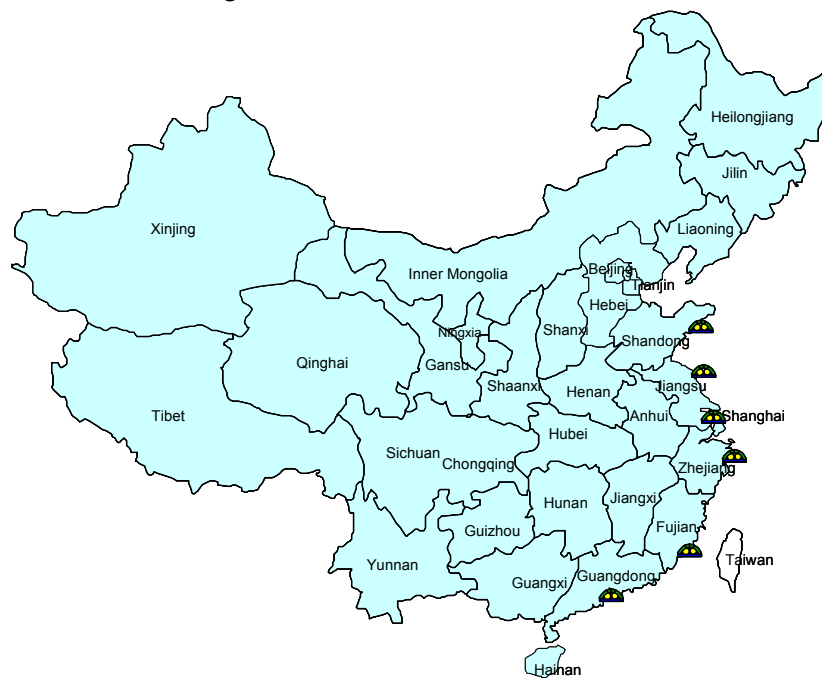 Heilongjiang
Jilin
Liaoning
Xinjing
Inner Mongolia
Beijing
Tianjin
Hebei
Ningxia
Shanxi
Shandong
Qinghai
Gansu
Shaanxi
Henan
Jiangsu
Tibet
Anhui
Shanghai
Hubei
Sichuan
Chongqing
Zhejiang
Hunan
Jiangxi
Guizhou
Fujian
Yunnan
Taiwan
Guangxi
Guangdong
Hainan